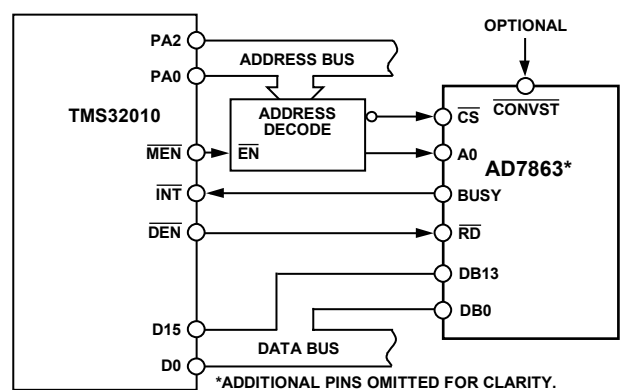 OPTIONAL
PA2
ADDRESS BUS
PA0
TMS32010
ADDRESS
DECODE
CS
CONVST
MEN
EN
A0
AD7863*
INT
BUSY
DEN
RD
DB13
D15
DB0
DATA BUS
D0
*ADDITIONAL PINS OMITTED FOR CLARITY.